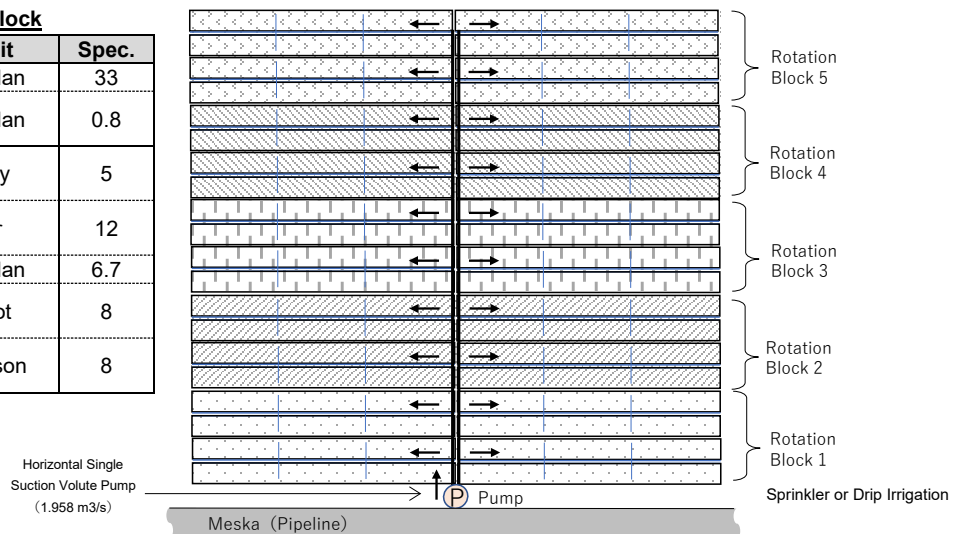 lock
it Spec.
lan 33
lan 0.8
y 5
r 12
lan 6.7
ot 8
son 8
Rotation
Block 5
Rotation
Block 4
Rotation
Block 3
Rotation
Block 2
Rotation
Block 1
Horizontal Single
Suction Volute Pump
（1.958 m3/s）
P Pump
Sprinkler or Drip Irrigation
Meska（Pipeline）